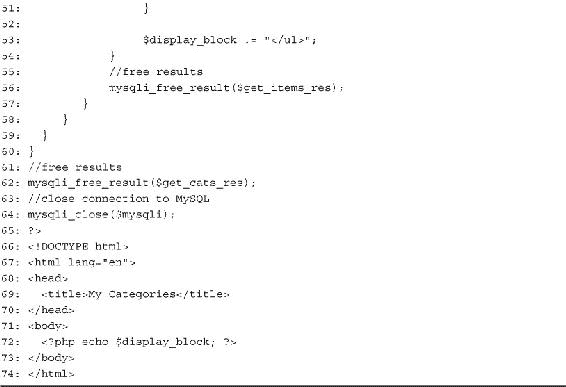 51:                     }
52:
53:                     $display_block .= "</ul>";
54:                }
55:                //free results
56:                mysqli_free_result($get_items_res);
57:            }
58:         }
59:      }
60: }
61: //free results
62: mysqli_free_result($get_cats_res);
63: //close connection to MySQL
64: mysqli_close($mysqli);
65: ?>
66: <!DOCTYPE html>
67: <html lang="en">
68: <head>
69:   <title>My Categories</title>
70: </head>
71: <body>
72:   <?php echo $display_block; ?>
73: </body>
74: </html>